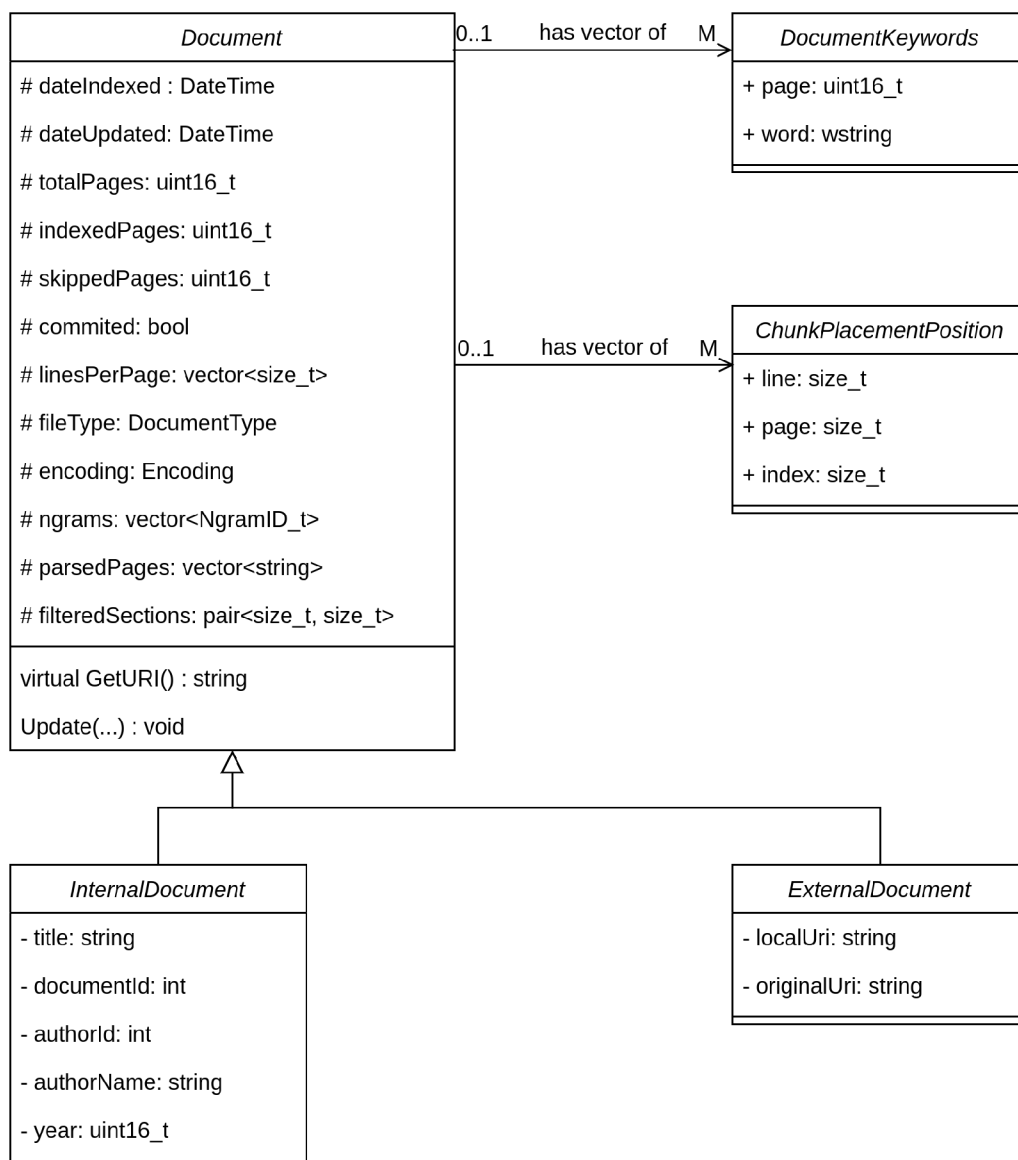 Document
# dateIndexed : DateTime
# dateUpdated: DateTime
# totalPages: uint16_t
# indexedPages: uint16_t
# skippedPages: uint16_t
# commited: bool
# linesPerPage: vector<size_t>
# fileType: DocumentType
# encoding: Encoding
# ngrams: vector<NgramID_t>
# parsedPages: vector<string>
# filteredSections: pair<size_t, size_t>
virtual GetURI() : string
Update(...) : void
0..1 has vector of M
DocumentKeywords
+ page: uint16_t
+ word: wstring
0..1 has vector of M
ChunkPlacementPosition
+ line: size_t
+ page: size_t
+ index: size_t
InternalDocument
- title: string
- documentId: int
- authorId: int
- authorName: string
- year: uint16_t
ExternalDocument
- localUri: string
- originalUri: string